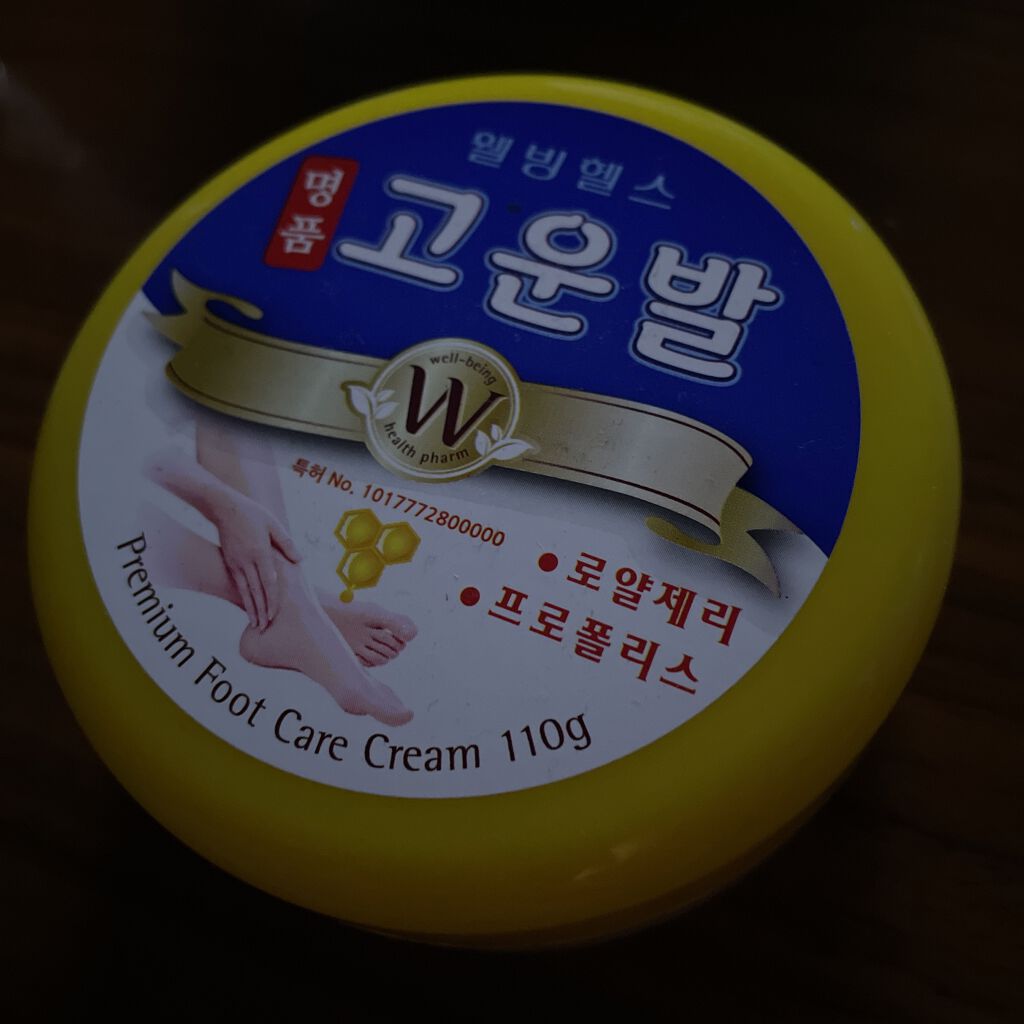 웰빙헬스
명품
고운발
well-being
W
health pharm
특허 No. 1017772800000
• 로얄제리
• 프로폴리스
Premium Foot Care Cream 110g